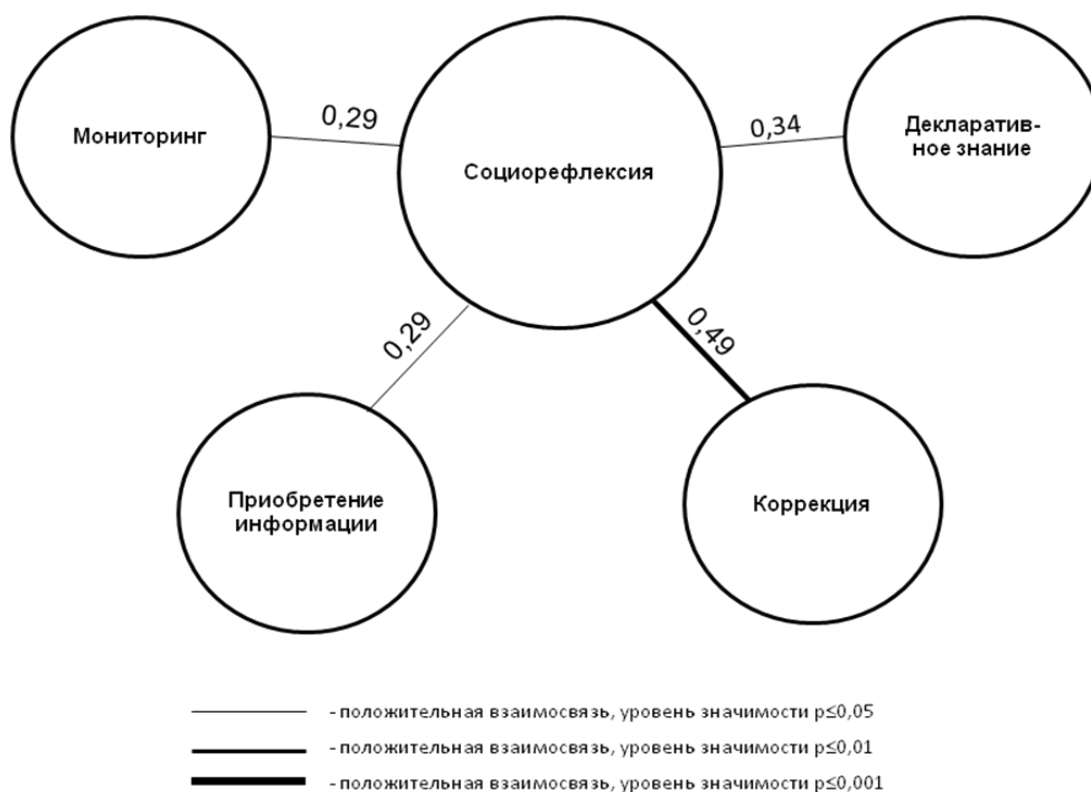 Мониторинг
0,29
Социорефлексия
0,34
Декларатив-
ное знание
0,29
0,49
Приобретение
информации
Коррекция
- положительная взаимосвязь, уровень значимости p≤0,05
- положительная взаимосвязь, уровень значимости p≤0,01
- положительная взаимосвязь, уровень значимости p≤0,001